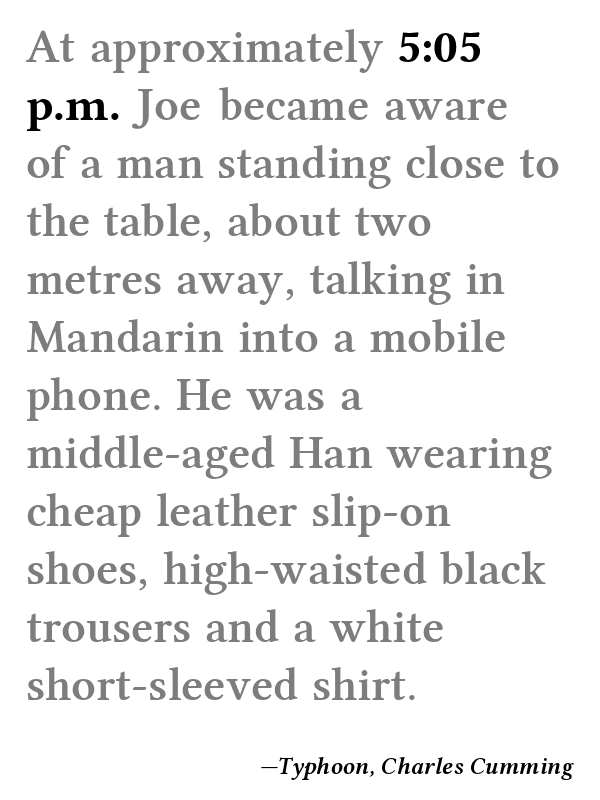 At approximately 5:05
p.m. Joe became aware
of a man standing close to
the table, about two
metres away, talking in
Mandarin into a mobile
phone. He was a
middle-aged Han wearing
cheap leather slip-on
shoes, high-waisted black
trousers and a white
short-sleeved shirt.
—Typhoon, Charles Cumming